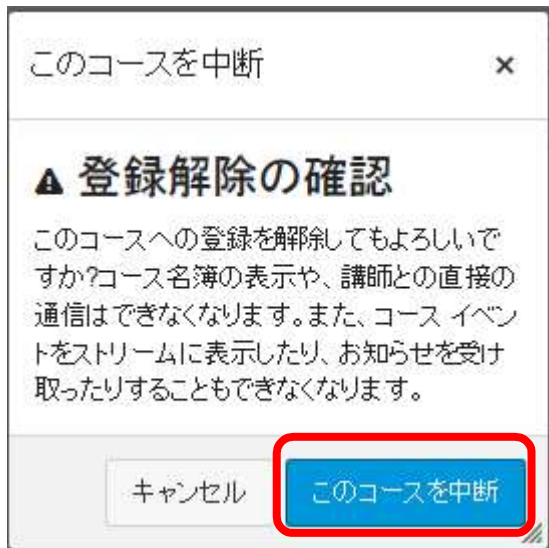 このコースを中断 ×
登録解除の確認
このコースへの登録を解除してもよろしいで
すか?コース名簿の表示や、講師との直接の
通信はできなくなります。また、コース イベン
トをストリームに表示したり、お知らせを受け
取ったりすることもできなくなります。
キャンセル このコースを中断